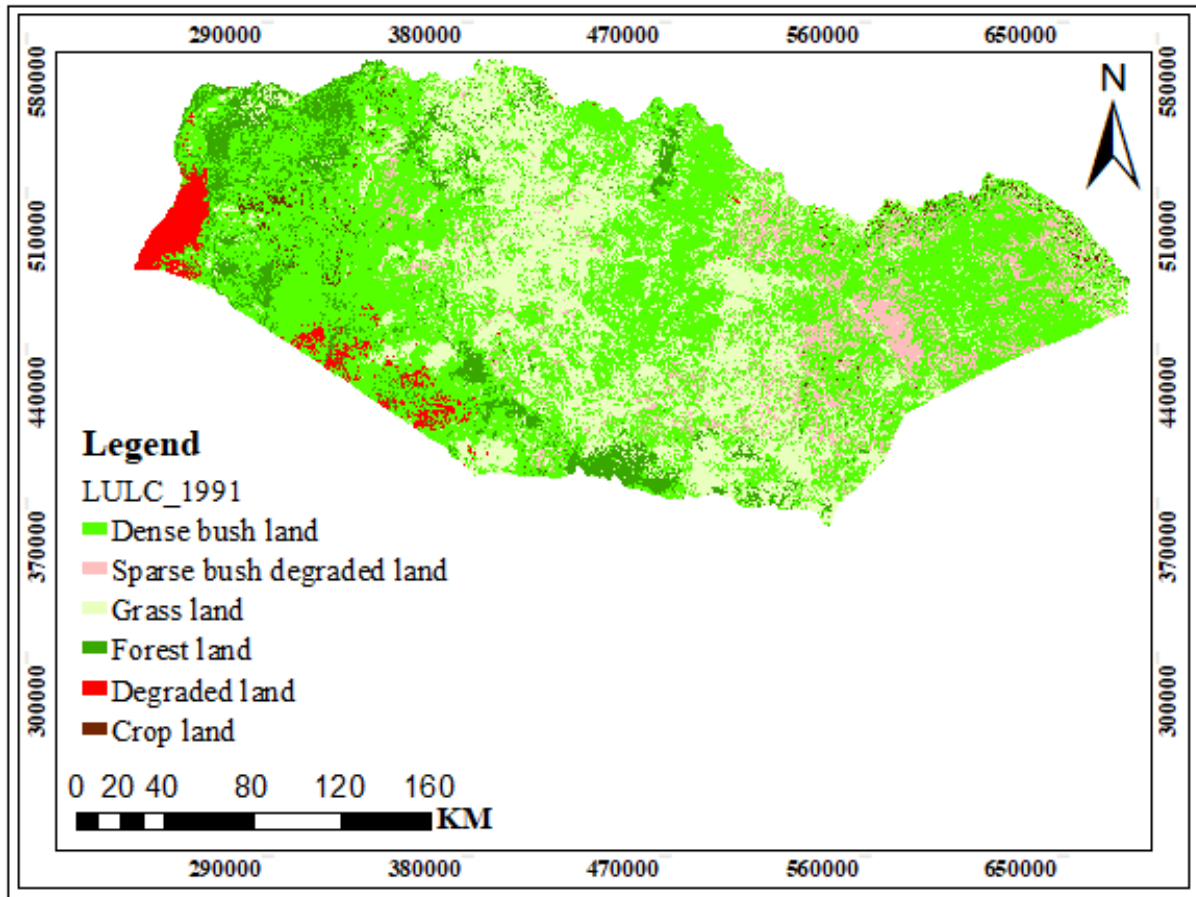 290000 380000 470000 560000 650000
580000 580000
N
510000 510000
440000 440000
Legend
LULC_1991
Dense bush land
370000 370000
Sparse bush degraded land
Grass land
Forest land
300000 300000
Degraded land
Crop land
0 20 40 80 120 160
KM
290000 380000 470000 560000 650000